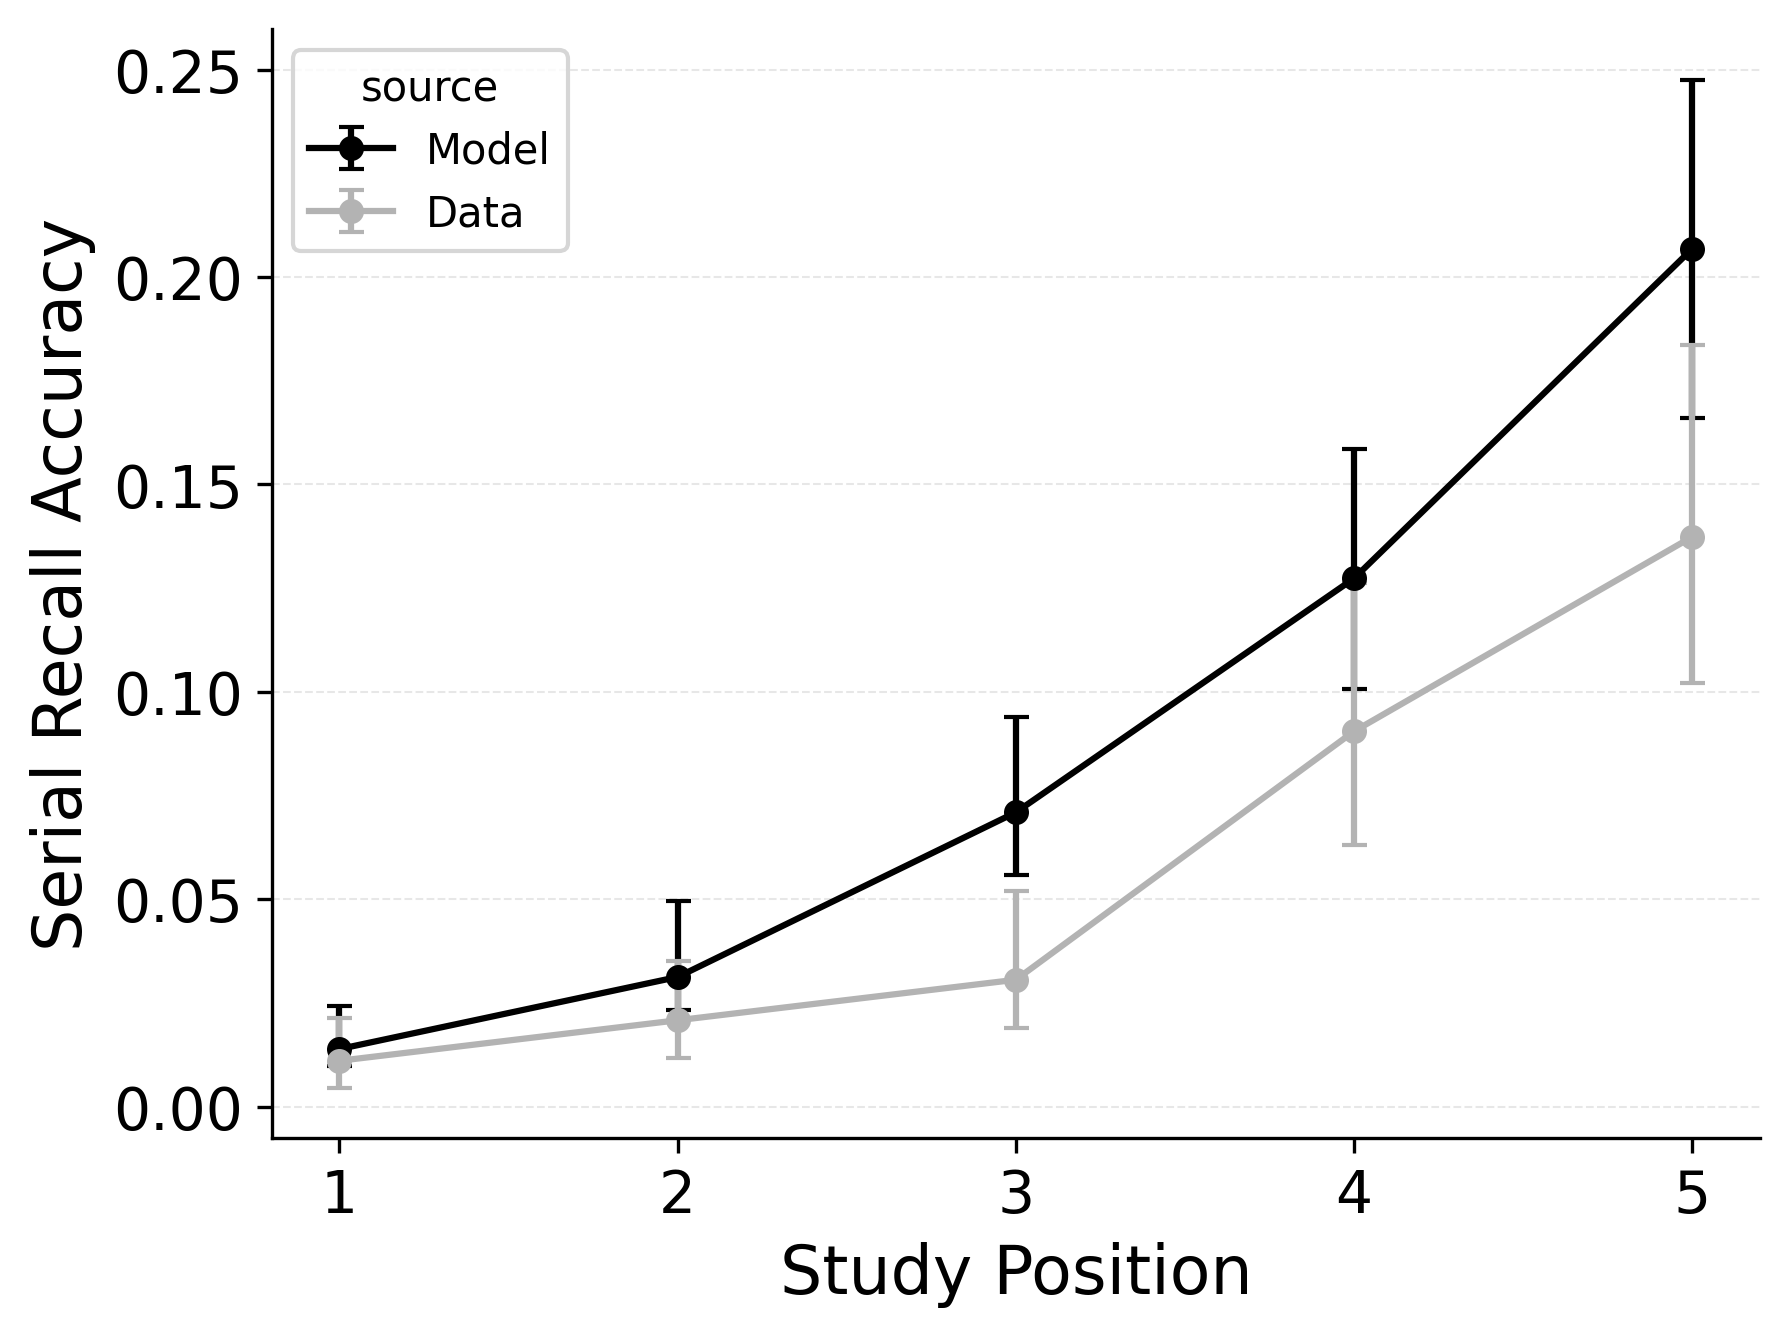 source
Model
Data
0.25
0.20
0.15
0.10
0.05
0.00
Serial Recall Accuracy
1 2 3 4 5
Study Position